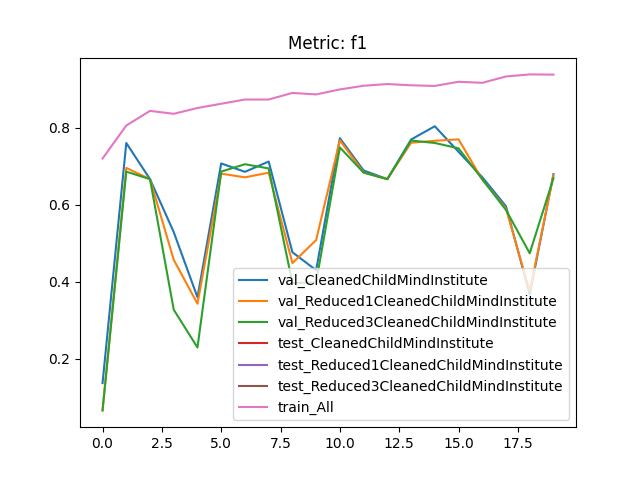 Metric: f1
0.8
0.6
0.4
0.2
val_CleanedChildMindInstitute
val_Reduced1CleanedChildMindInstitute
val_Reduced3CleanedChildMindInstitute
test_CleanedChildMindInstitute
test_Reduced1CleanedChildMindInstitute
test_Reduced3CleanedChildMindInstitute
train_All
0.0 2.5 5.0 7.5 10.0 12.5 15.0 17.5